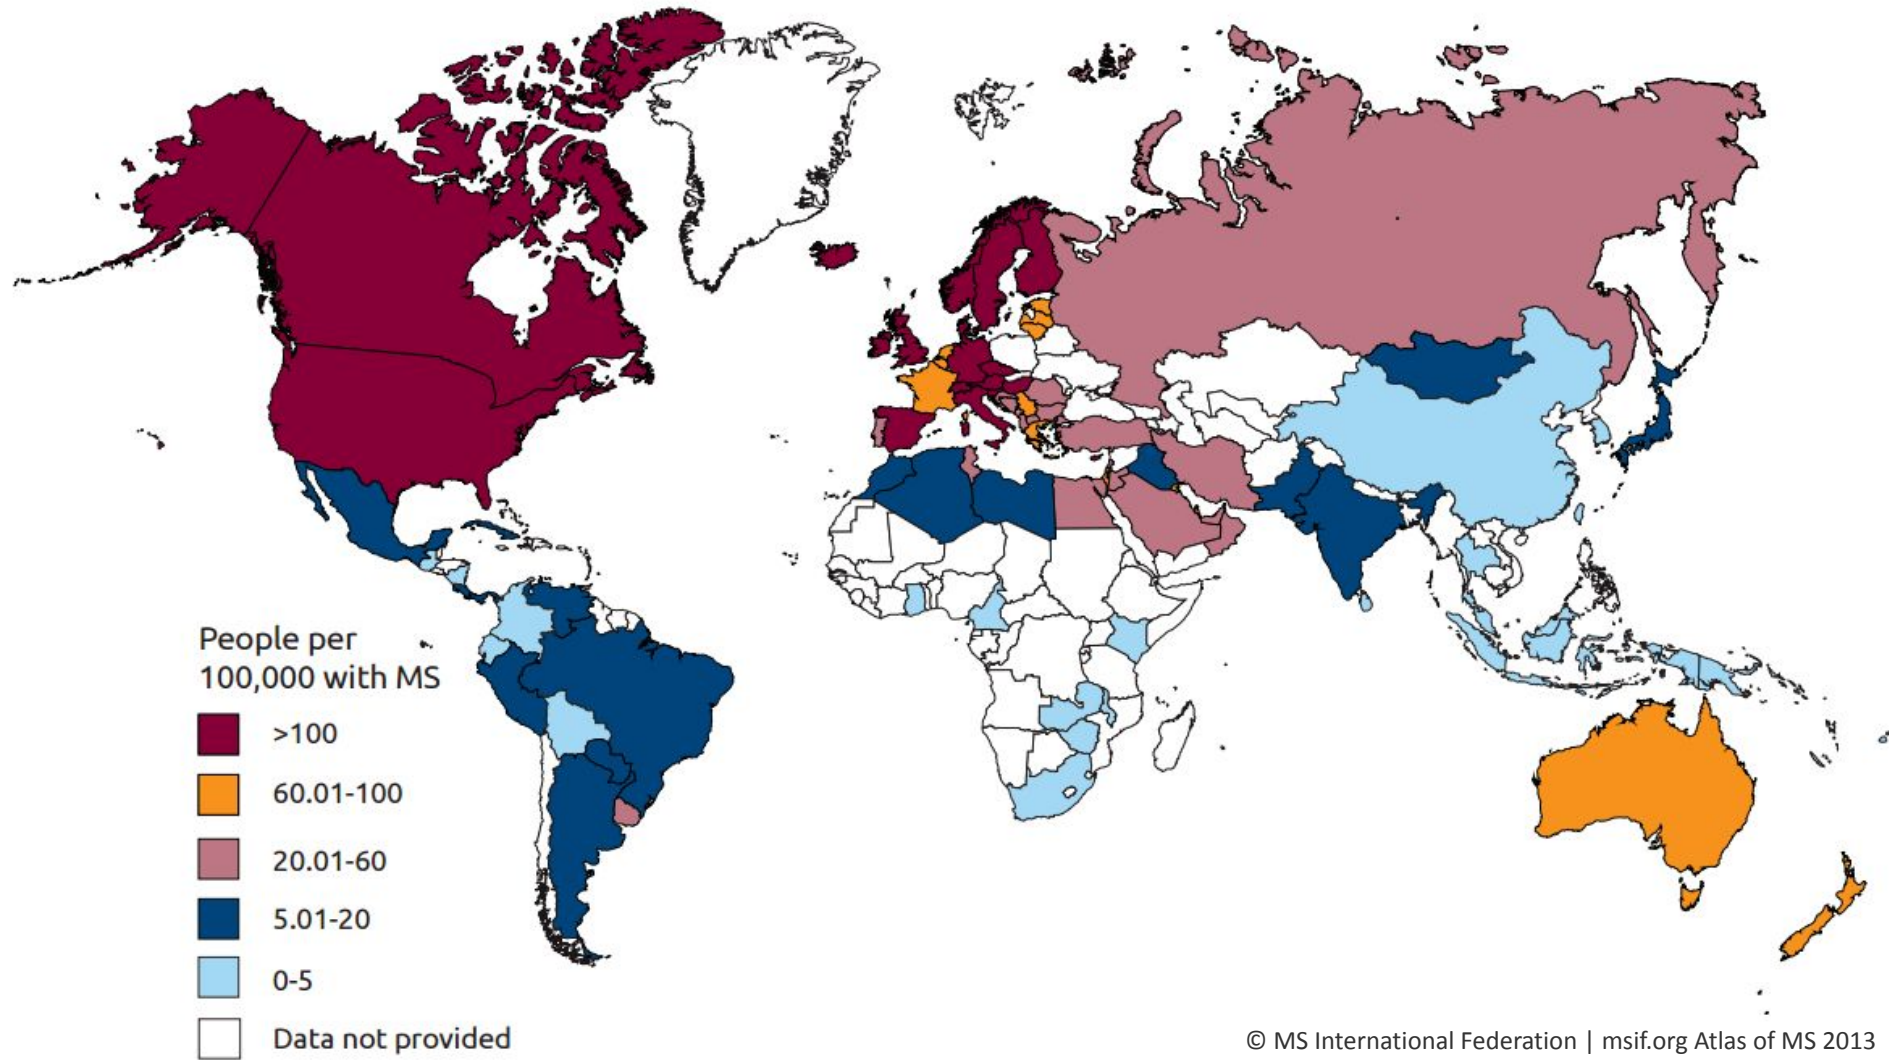 People per
100,000 with MS
>100
60.01-100
20.01-60
5.01-20
0-5
Data not provided
© MS International Federation | msif.org Atlas of MS 2013